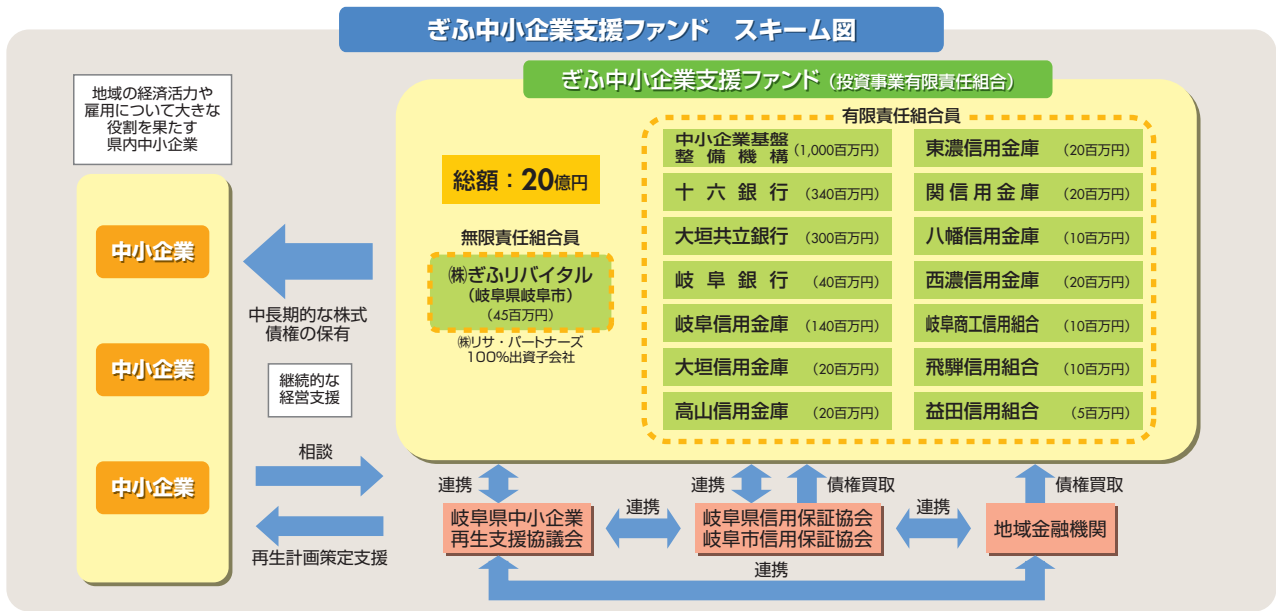 ぎふ中小企業支援ファンド スキーム図
地域の経済活力や
雇用について大きな
役割を果たす
県内中小企業
中小企業
中小企業
中小企業
中長期的な株式
債権の保有
継続的な
経営支援
相談
再生計画策定支援
ぎふ中小企業支援ファンド（投資事業有限責任組合）
総額：20億円
無限責任組合員
㈱ぎふリバイタル
（岐阜県岐阜市）
（45百万円）
㈱リサ・パートナーズ
100%出資子会社
有限責任組合員
中小企業基盤
整備機構（1,000百万円）
十六銀行（340百万円）
大垣共立銀行（300百万円）
岐阜銀行（40百万円）
岐阜信用金庫（140百万円）
大垣信用金庫（20百万円）
高山信用金庫（20百万円）
東濃信用金庫（20百万円）
関信用金庫（20百万円）
八幡信用金庫（10百万円）
西濃信用金庫（20百万円）
岐阜商工信用組合（10百万円）
飛騨信用組合（10百万円）
益田信用組合（5百万円）
連携
連携
債権買取
債権買取
岐阜県中小企業
再生支援協議会
連携
岐阜県信用保証協会
岐阜市信用保証協会
連携
地域金融機関
連携